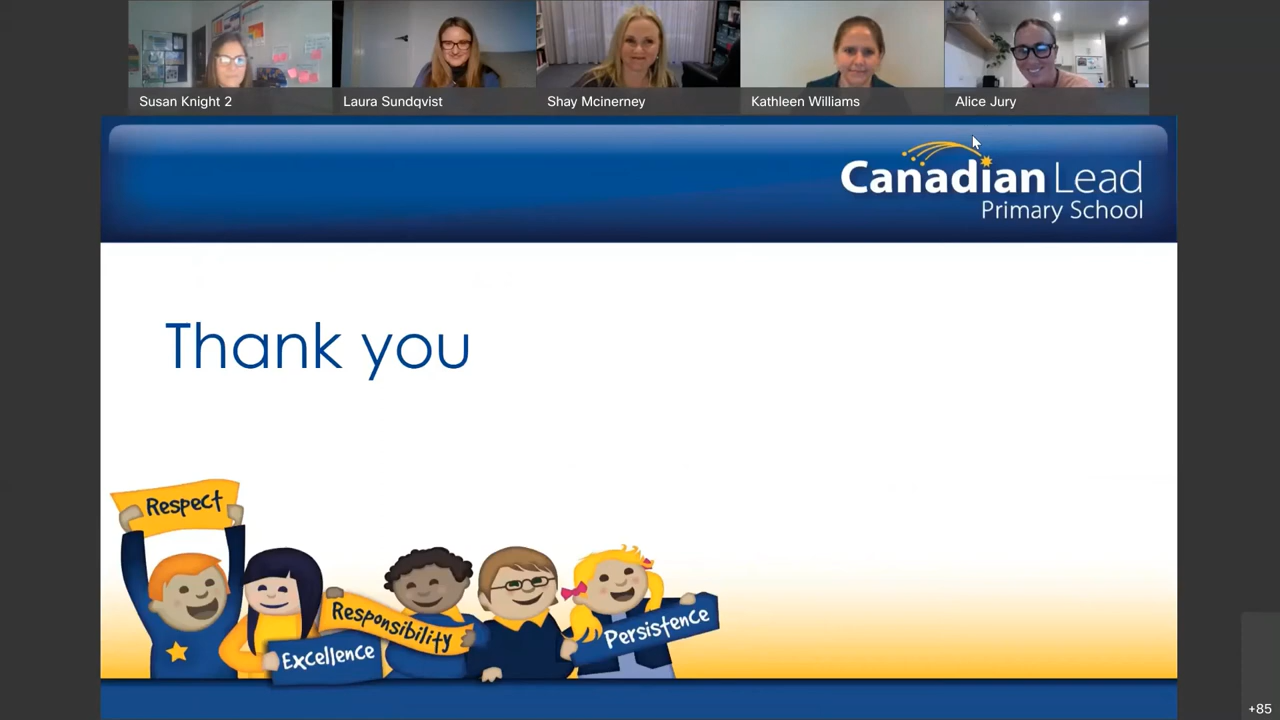 Susan Knight 2
Laura Sundqvist
Shay Mcinerney
Kathleen Williams
Alice Jury
Canadian Lead
Primary School
Thank you
Respect
Responsibility
Excellence
Persistence
+85